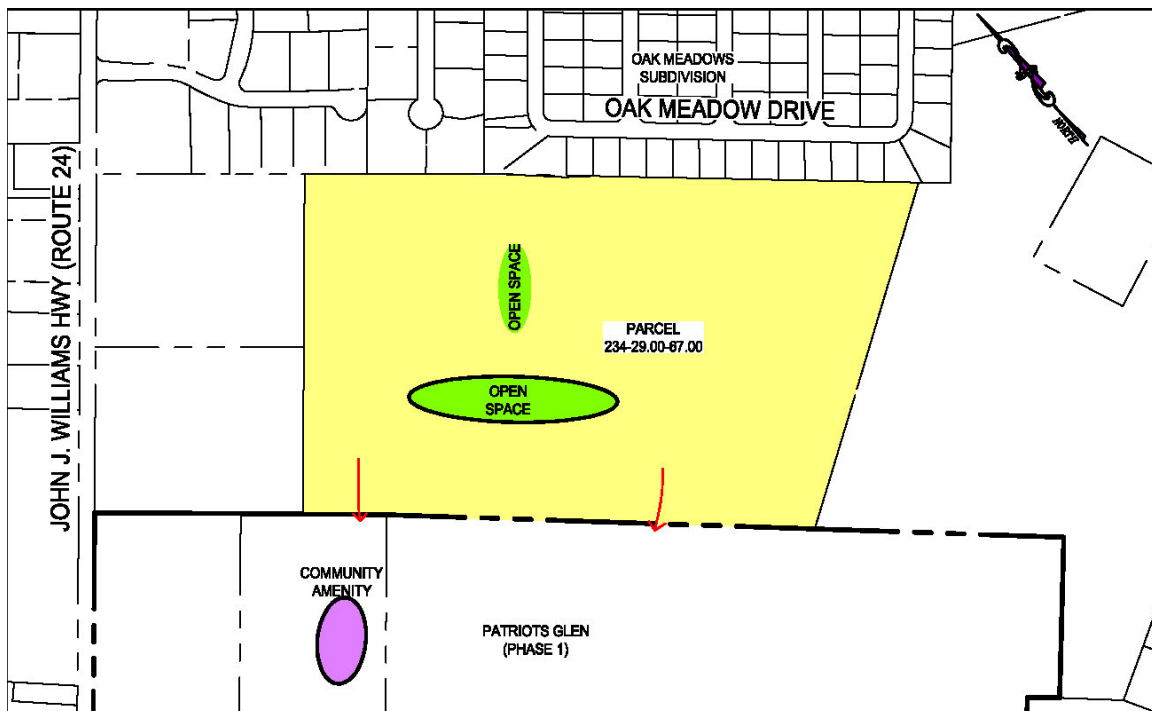 OAK MEADOWS
SUBDIVISION
OAK MEADOW DRIVE
NORTH
JOHN J. WILLIAMS HWY (ROUTE 24)
OPEN SPACE
PARCEL
234-29.00-67.00
OPEN
SPACE
COMMUNITY
AMENITY
PATRIOTS GLEN
(PHASE 1)